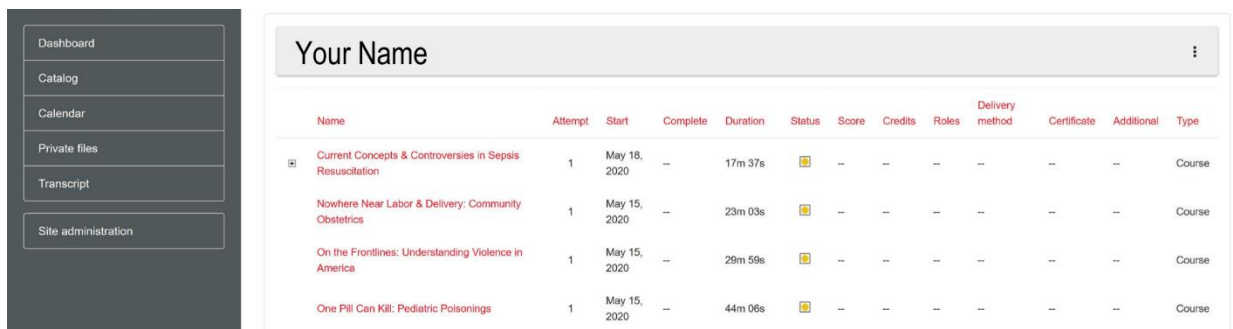 Dashboard
Catalog
Calendar
Private files
Transcript
Site administration
Your Name
Name Attempt Start Complete Duration Status Score Credits Roles Delivery method Certificate Additional Type
Current Concepts & Controversies in Sepsis
Resuscitation
1 May 18, 2020 -- 17m 37s -- -- -- -- -- -- Course
Nowhere Near Labor & Delivery: Community
Obstetrics
1 May 15, 2020 -- 23m 03s -- -- -- -- -- -- Course
On the Frontlines: Understanding Violence in
America
1 May 15, 2020 -- 29m 59s -- -- -- -- -- -- Course
One Pill Can Kill: Pediatric Poisonings 1 May 15, 2020 -- 44m 06s -- -- -- -- -- -- Course